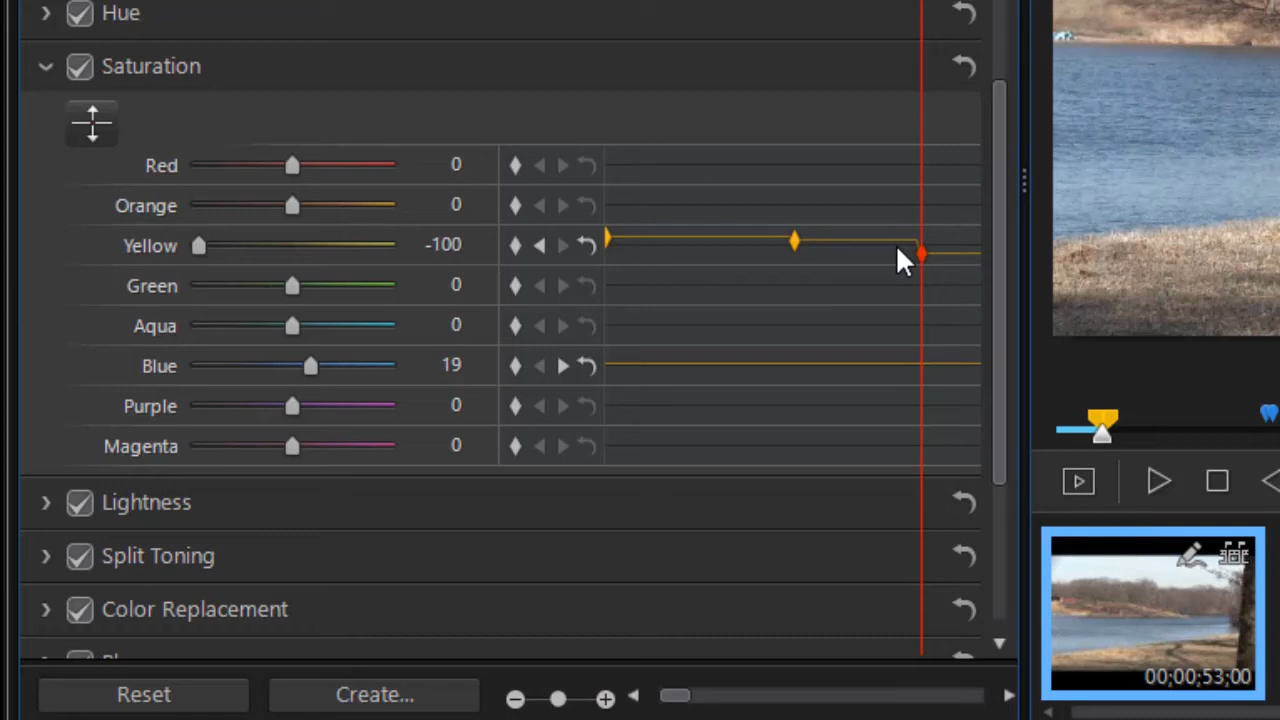 Hue
Saturation
Red 0
Orange 0
Yellow -100
Green 0
Aqua 0
Blue 19
Purple 0
Magenta 0
Lightness
Split Toning
Color Replacement
Reset Create...
00;00;53;00